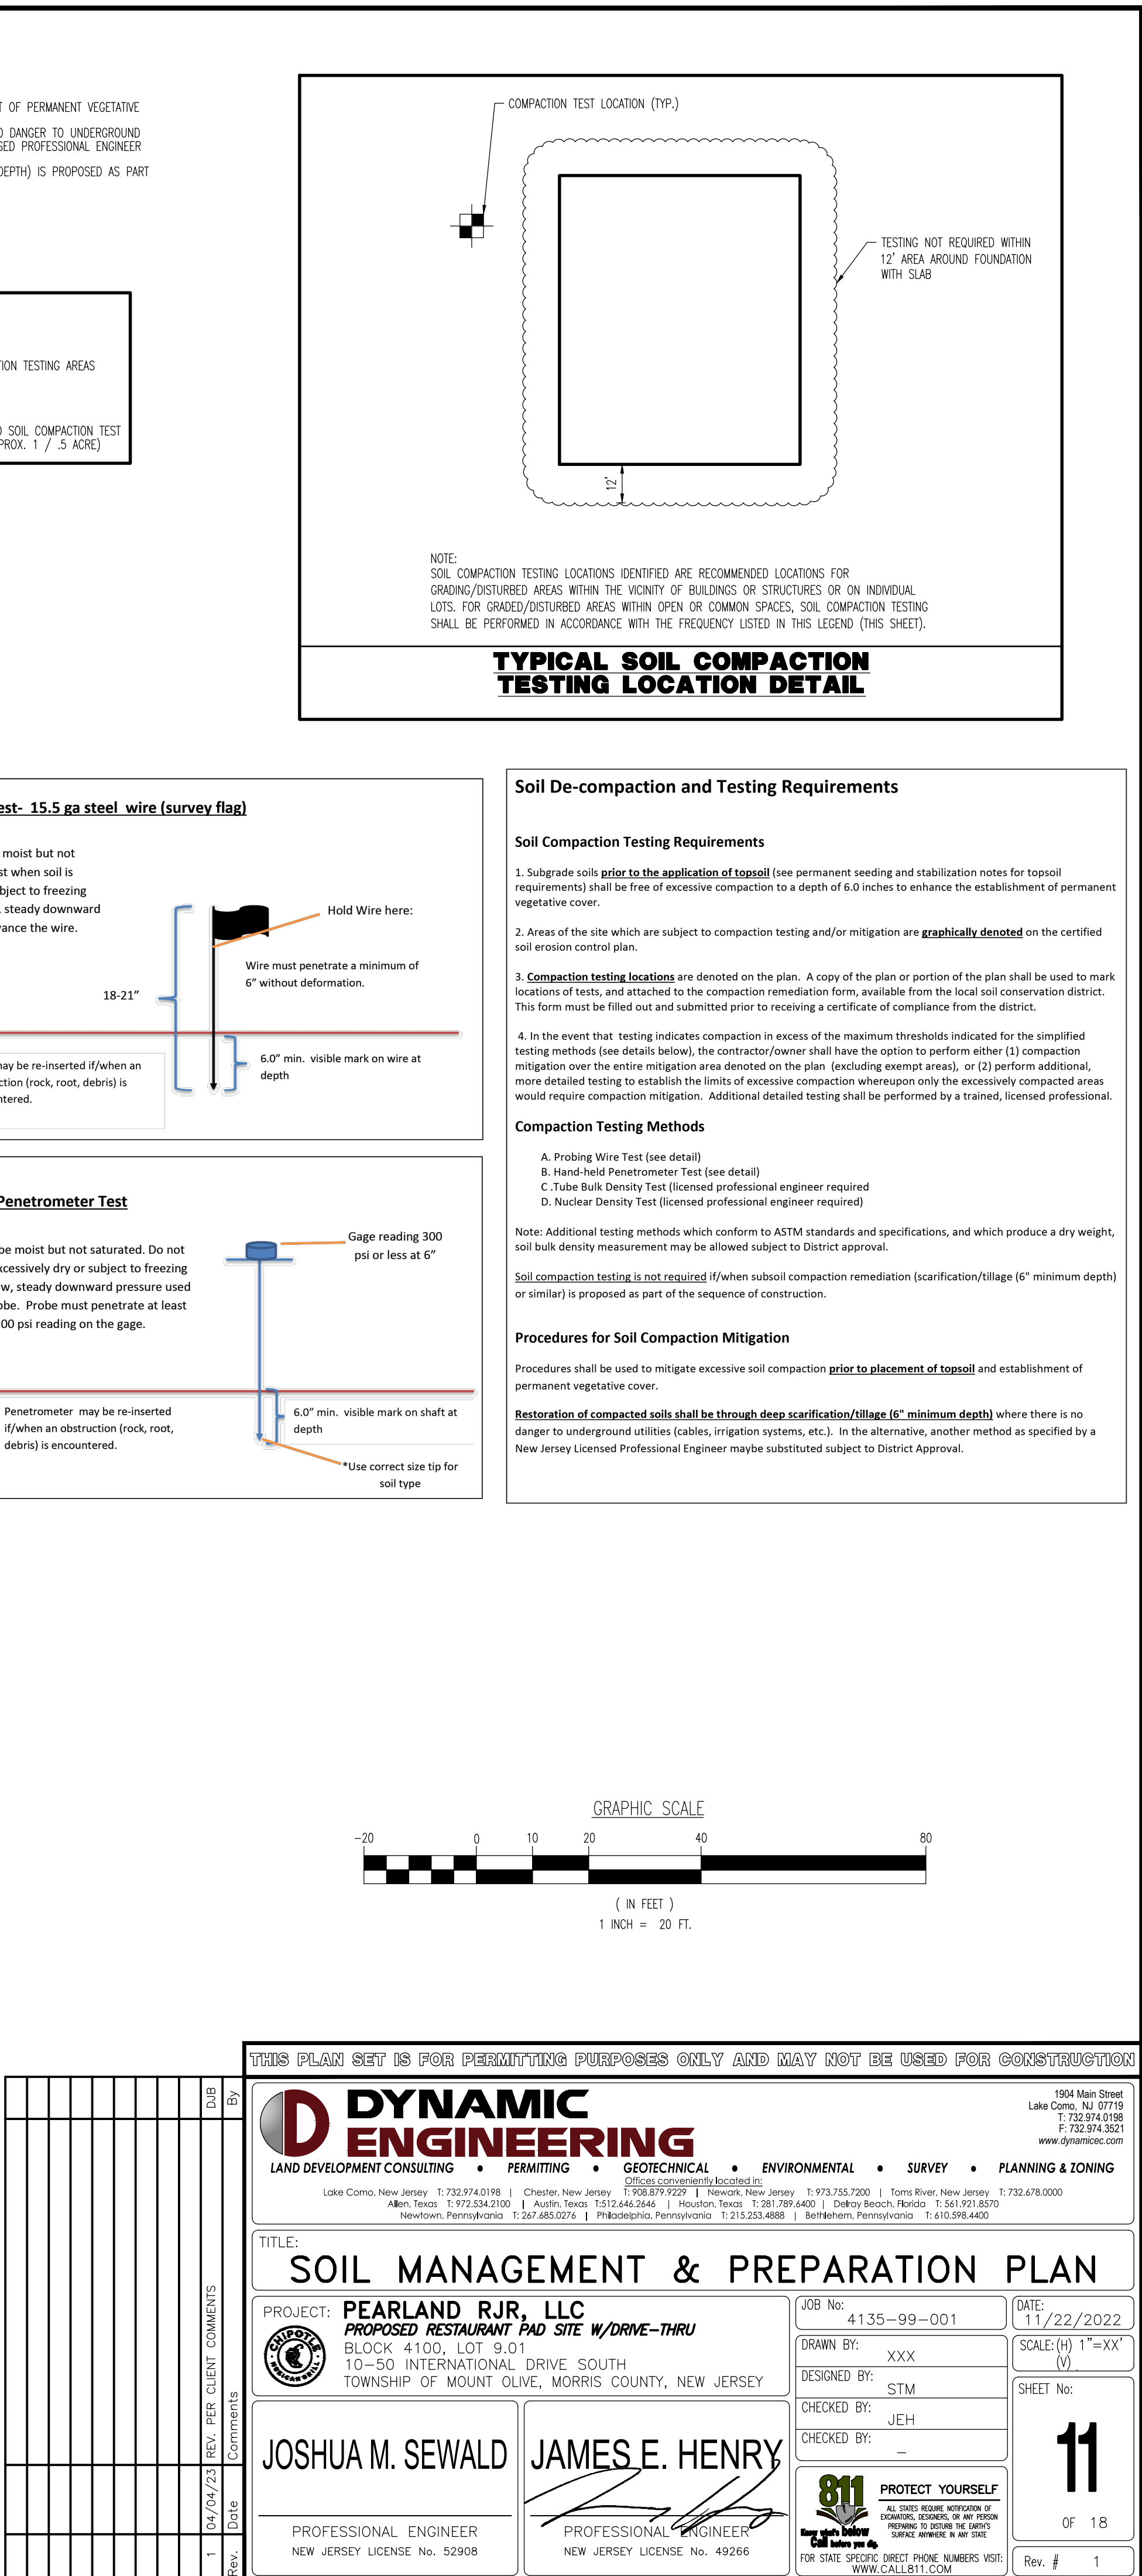 T OF PERMANENT VEGETATIVE
DANGER TO UNDERGROUND
SED PROFESSIONAL ENGINEER
DEPTH) IS PROPOSED AS PART
TION TESTING AREAS
SOIL COMPACTION TEST
PROX. 1 / .5 ACRE)
COMPACTION TEST LOCATION (TYP.)
TESTING NOT REQUIRED WITHIN
12' AREA AROUND FOUNDATION
WITH SLAB
12'
NOTE:
SOIL COMPACTION TESTING LOCATIONS IDENTIFIED ARE RECOMMENDED LOCATIONS FOR
GRADING/DISTURBED AREAS WITHIN THE VICINITY OF BUILDINGS OR STRUCTURES OR ON INDIVIDUAL
LOTS. FOR GRADED/DISTURBED AREAS WITHIN OPEN OR COMMON SPACES, SOIL COMPACTION TESTING
SHALL BE PERFORMED IN ACCORDANCE WITH THE FREQUENCY LISTED IN THIS LEGEND (THIS SHEET).
TYPICAL SOIL COMPACTION
TESTING LOCATION DETAIL
est- 15.5 ga steel wire (survey flag)
moist but not
st when soil is
bject to freezing
, steady downward
vance the wire.
Hold Wire here:
Wire must penetrate a minimum of
6" without deformation.
18-21"
6.0" min. visible mark on wire at
depth
may be re-inserted if/when an
ction (rock, root, debris) is
ntered.
Penetrometer Test
be moist but not saturated. Do not
xcessively dry or subject to freezing
ow, steady downward pressure used
obe. Probe must penetrate at least
00 psi reading on the gage.
Gage reading 300
psi or less at 6"
Penetrometer may be re-inserted
if/when an obstruction (rock, root,
debris) is encountered.
6.0" min. visible mark on shaft at
depth
*Use correct size tip for
soil type
Soil De-compaction and Testing Requirements
Soil Compaction Testing Requirements
1. Subgrade soils prior to the application of topsoil (see permanent seeding and stabilization notes for topsoil
requirements) shall be free of excessive compaction to a depth of 6.0 inches to enhance the establishment of permanent
vegetative cover.
2. Areas of the site which are subject to compaction testing and/or mitigation are graphically denoted on the certified
soil erosion control plan.
3. Compaction testing locations are denoted on the plan. A copy of the plan or portion of the plan shall be used to mark
locations of tests, and attached to the compaction remediation form, available from the local soil conservation district.
This form must be filled out and submitted prior to receiving a certificate of compliance from the district.
4. In the event that testing indicates compaction in excess of the maximum thresholds indicated for the simplified
testing methods (see details below), the contractor/owner shall have the option to perform either (1) compaction
mitigation over the entire mitigation area denoted on the plan (excluding exempt areas), or (2) perform additional,
more detailed testing to establish the limits of excessive compaction whereupon only the excessively compacted areas
would require compaction mitigation. Additional detailed testing shall be performed by a trained, licensed professional.
Compaction Testing Methods
A. Probing Wire Test (see detail)
B. Hand-held Penetrometer Test (see detail)
C .Tube Bulk Density Test (licensed professional engineer required
D. Nuclear Density Test (licensed professional engineer required)
Note: Additional testing methods which conform to ASTM standards and specifications, and which produce a dry weight,
soil bulk density measurement may be allowed subject to District approval.
Soil compaction testing is not required if/when subsoil compaction remediation (scarification/tillage (6" minimum depth)
or similar) is proposed as part of the sequence of construction.
Procedures for Soil Compaction Mitigation
Procedures shall be used to mitigate excessive soil compaction prior to placement of topsoil and establishment of
permanent vegetative cover.
Restoration of compacted soils shall be through deep scarification/tillage (6" minimum depth) where there is no
danger to underground utilities (cables, irrigation systems, etc.). In the alternative, another method as specified by a
New Jersey Licensed Professional Engineer maybe substituted subject to District Approval.
GRAPHIC SCALE
-20 0 10 20 40 80
( IN FEET )
1 INCH = 20 FT.
THIS PLAN SET IS FOR PERMITTING PURPOSES ONLY AND MAY NOT BE USED FOR CONSTRUCTION
1 04/04/23 REV. PER CLIENT COMMENTS DJB
Rev. Date Comments By
DYNAMIC
ENGINEERING
1904 Main Street
Lake Como, NJ 07719
T: 732.974.0198
F: 732.974.3521
www.dynamicec.com
LAND DEVELOPMENT CONSULTING • PERMITTING • GEOTECHNICAL • ENVIRONMENTAL • SURVEY • PLANNING & ZONING
Offices conveniently located in:
Lake Como, New Jersey T: 732.974.0198 | Chester, New Jersey T: 908.879.9229 | Newark, New Jersey T: 973.755.7200 | Toms River, New Jersey T: 732.678.0000
Allen, Texas T: 972.534.2100 | Austin, Texas T:512.646.2646 | Houston, Texas T: 281.789.6400 | Delray Beach, Florida T: 561.921.8570
Newtown, Pennsylvania T: 267.685.0276 | Philadelphia, Pennsylvania T: 215.253.4888 | Bethlehem, Pennsylvania T: 610.598.4400
TITLE:
SOIL MANAGEMENT & PREPARATION PLAN
PROJECT: PEARLAND RJR, LLC
PROPOSED RESTAURANT PAD SITE W/DRIVE-THRU
BLOCK 4100, LOT 9.01
10-50 INTERNATIONAL DRIVE SOUTH
TOWNSHIP OF MOUNT OLIVE, MORRIS COUNTY, NEW JERSEY
CHIPOTLE
MEXICAN GRILL
JOB No:
4135-99-001
DATE:
11/22/2022
DRAWN BY:
XXX
SCALE: (H) 1"=XX'
(V)
DESIGNED BY:
STM
CHECKED BY:
JEH
CHECKED BY:
-
SHEET No:
11
OF 18
Rev. # 1
JOSHUA M. SEWALD
PROFESSIONAL ENGINEER
NEW JERSEY LICENSE No. 52908
JAMES E. HENRY
PROFESSIONAL ENGINEER
NEW JERSEY LICENSE No. 49266
811
Know what's below
Call before you dig.
PROTECT YOURSELF
ALL STATES REQUIRE NOTIFICATION OF
EXCAVATORS, DESIGNERS, OR ANY PERSON
PREPARING TO DISTURB THE EARTH'S
SURFACE ANYWHERE IN ANY STATE
FOR STATE SPECIFIC DIRECT PHONE NUMBERS VISIT:
WWW.CALL811.COM